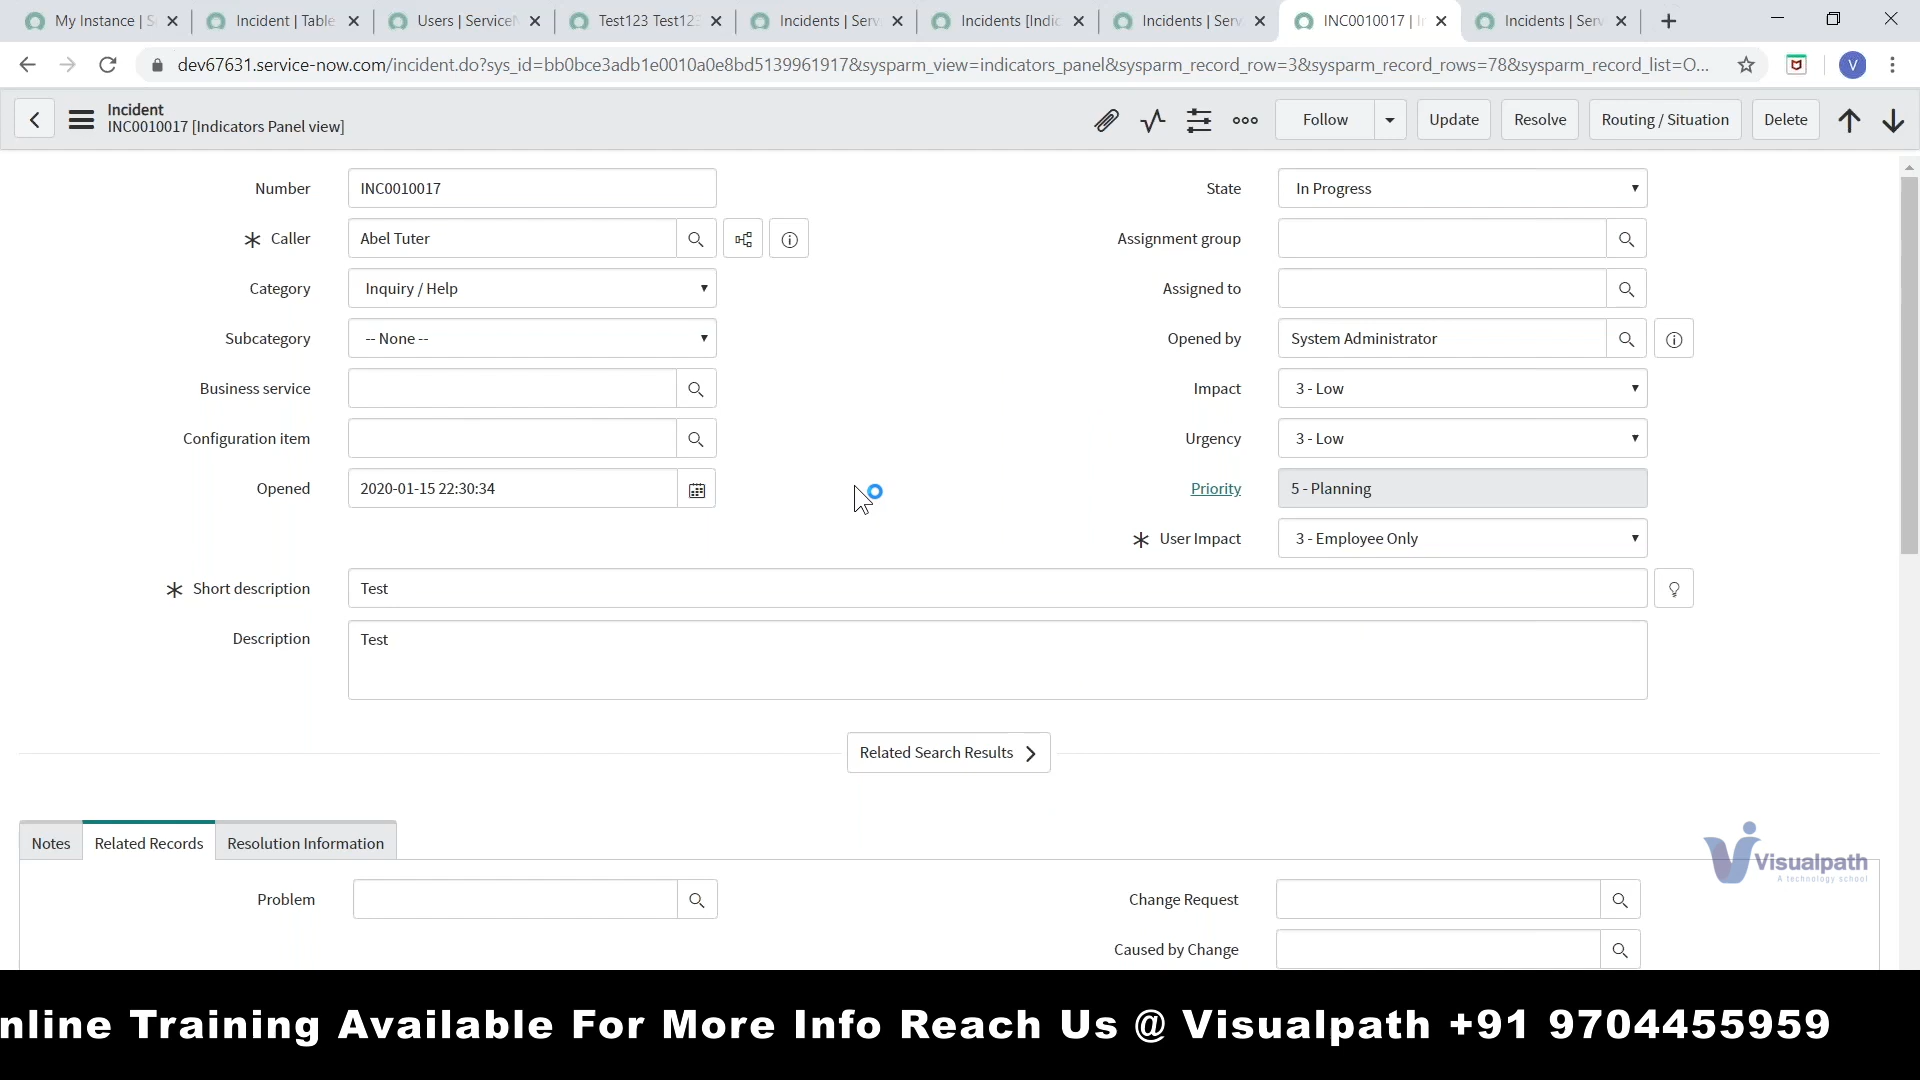 My Instance | S
Incident | Table
Users | ServiceN
Test123 Test123
Incidents | Serv
Incidents [Indic
Incidents | Serv
INC0010017 | I
Incidents | Serv
dev67631.service-now.com/incident.do?sys_id=bb0bce3adb1e0010a0e8bd5139961917&sysparm_view=indicators_panel&sysparm_record_row=3&sysparm_record_rows=78&sysparm_record_list=O...
V
Incident
INC0010017 [Indicators Panel view]
Follow
Update
Resolve
Routing / Situation
Delete
Number
INC0010017
State
In Progress
Caller
Abel Tuter
Assignment group
Category
Inquiry / Help
Assigned to
Subcategory
-- None --
Opened by
System Administrator
Business service
Impact
3 - Low
Configuration item
Urgency
3 - Low
Opened
2020-01-15 22:30:34
Priority
5 - Planning
User Impact
3 - Employee Only
Short description
Test
Description
Test
Related Search Results
Notes
Related Records
Resolution Information
Visualpath
A technology school
Problem
Change Request
Caused by Change
nline Training Available For More Info Reach Us @ Visualpath +91 9704455959